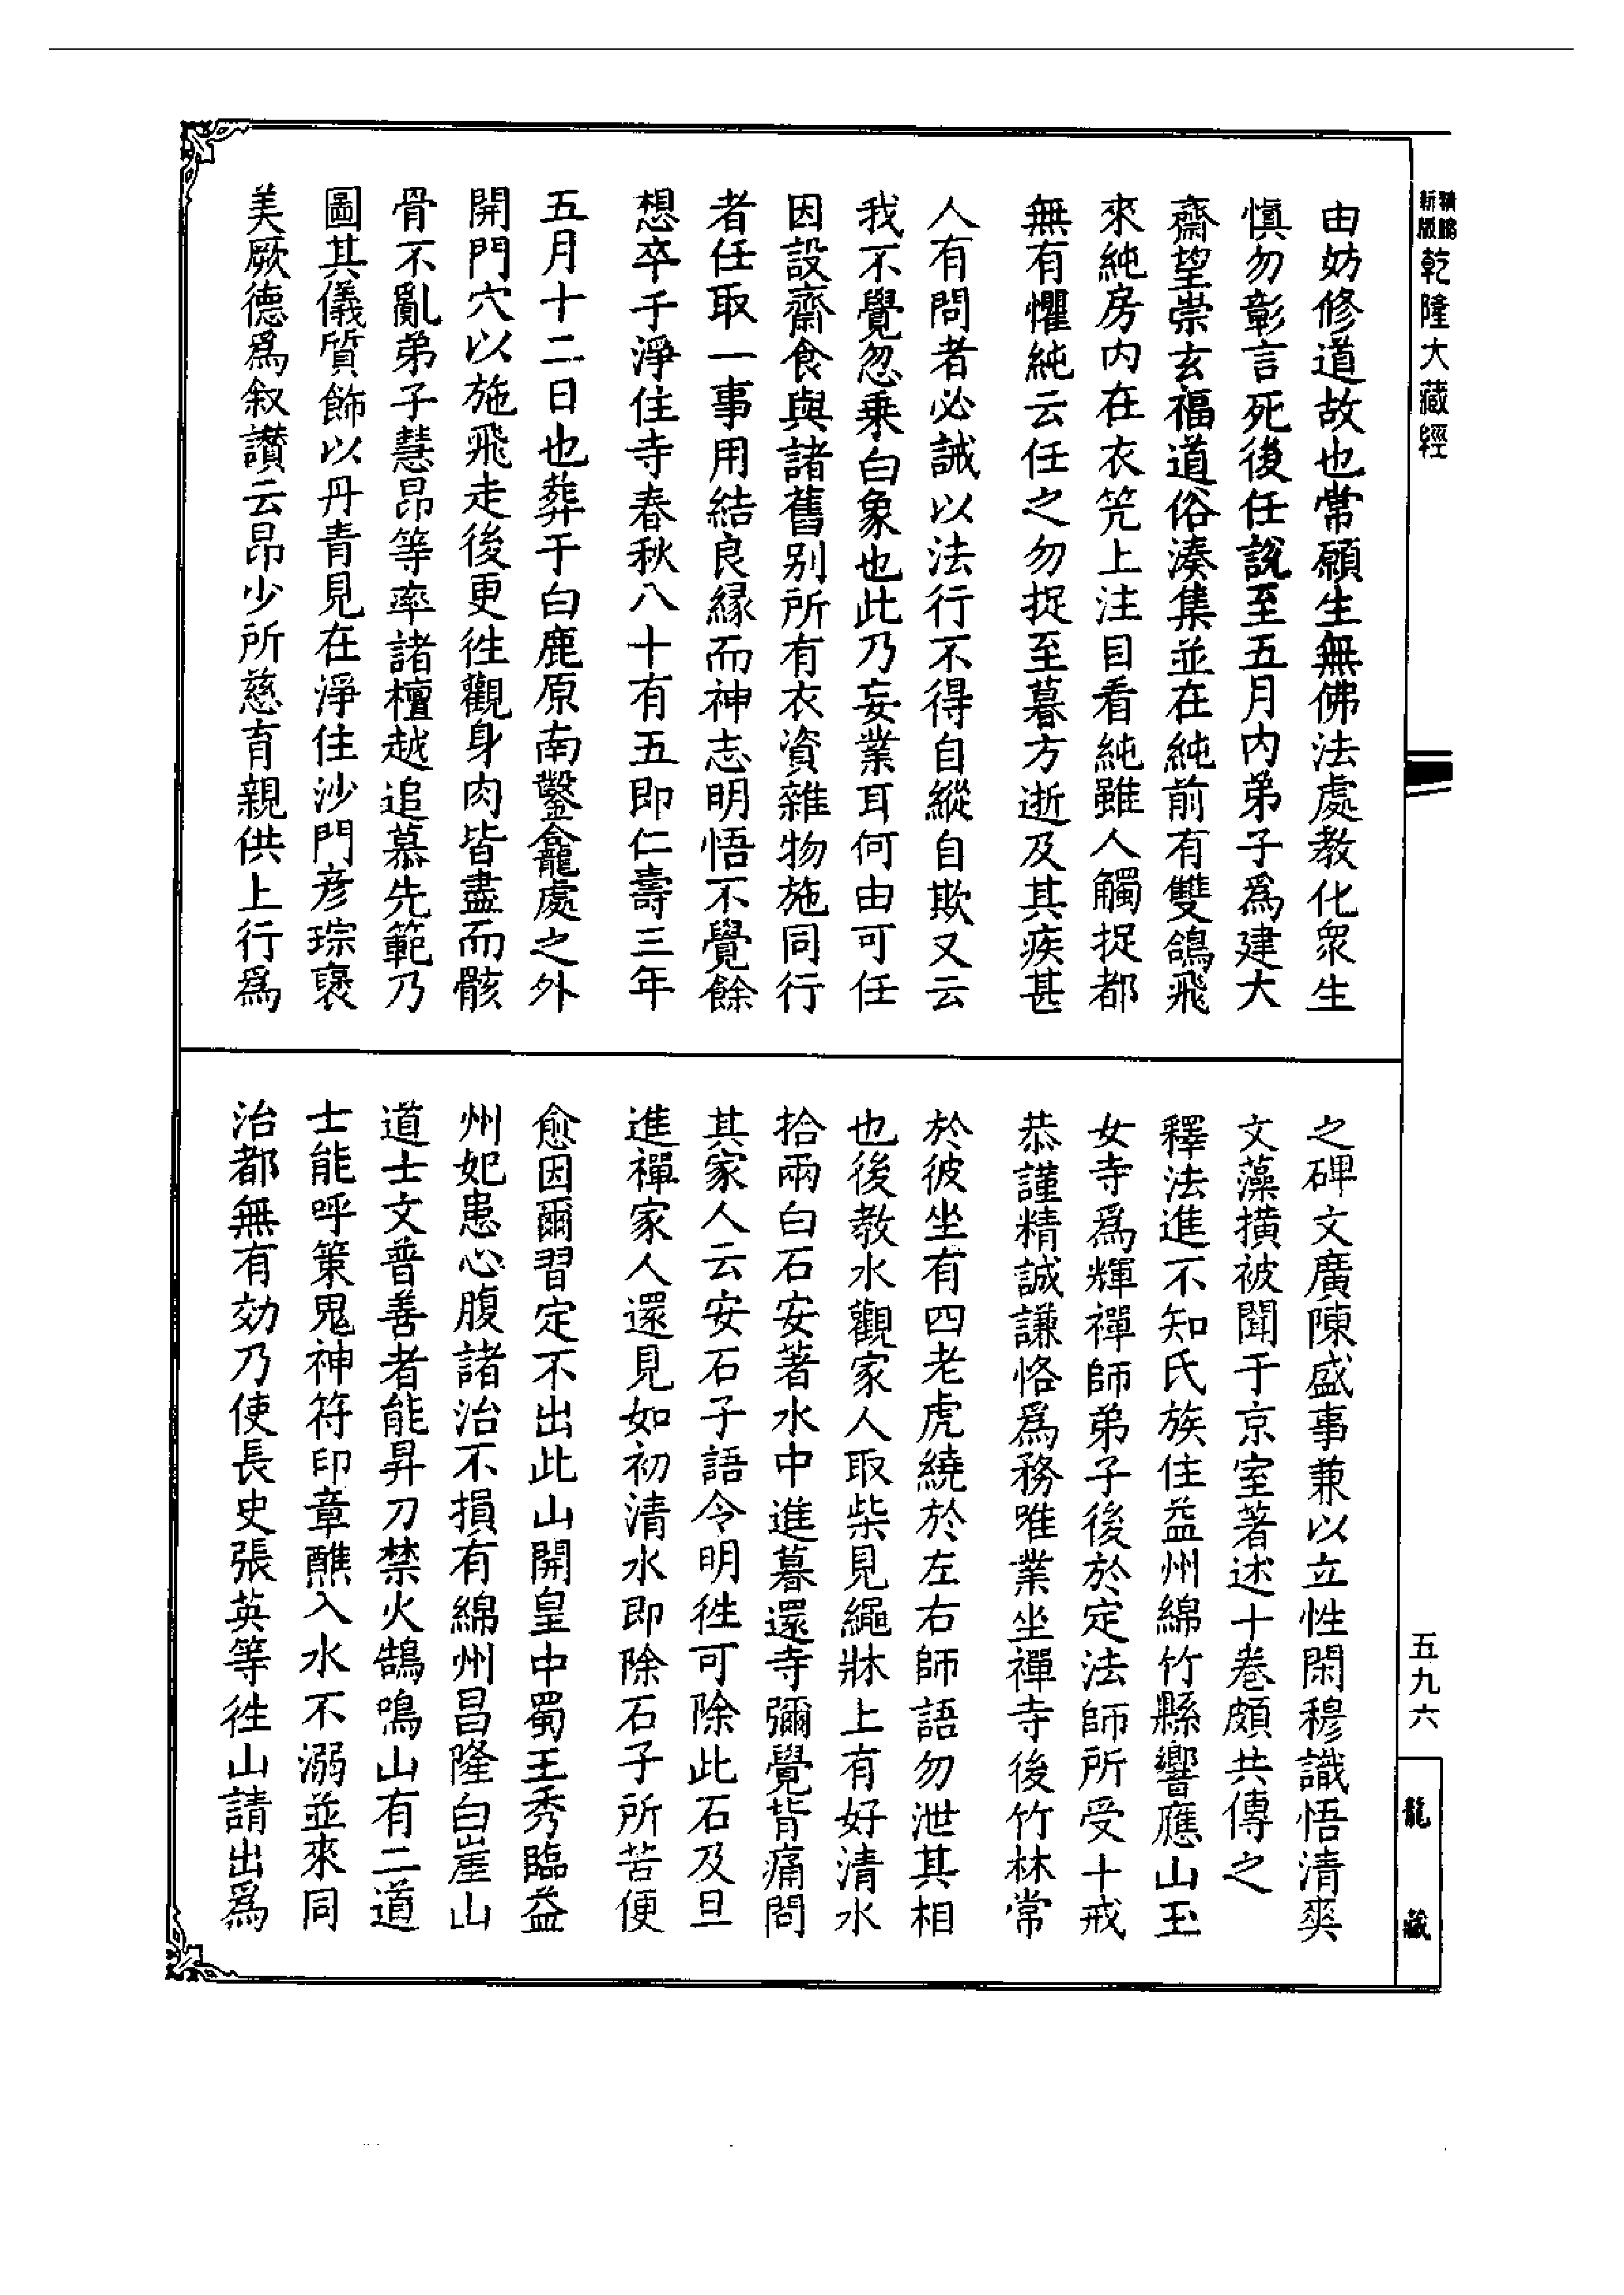 新版精縮乾隆大藏經
由妨修道故也常願生無佛法處教化衆生
愼勿彰言死後任說至五月内弟子爲建大
齋望崇玄福道俗湊集並在純前有雙鴿飛
來純房内在衣笐上注目看純雖人觸捉都
無有懼純云任之勿捉至暮方逝及其疾甚
人有問者必誡以法行不得自縱自欺又云
我不覺忽乘白象也此乃妄業耳何由可任
因設齋食與諸舊别所有衣資雜物施同行
者任取一事用結良緣而神志明悟不覺餘
想卒于淨住寺春秋八十有五即仁壽三年
五月十二日也葬于白鹿原南鑿龕處之外
開門穴以施飛走後更徃觀身肉皆盡而骸
骨不亂弟子慧昂等率諸檀越追慕先範乃
圖其儀質飾以丹青見在淨住沙門彥琮褒
美厥德爲叙讚云昂少所慈育親供上行爲
之碑文廣陳盛事兼以立性閑穆識悟清爽
文藻撗被聞于京室著述十卷頗共傳之
釋法進不知氏族住益州綿竹縣響應山玉
女寺爲輝禪師弟子後於定法師所受十戒
恭謹精誠謙恪爲務唯業坐禪寺後竹林常
於彼坐有四老虎繞於左右師語勿泄其相
也後教水觀家人取柴見繩牀上有好清水
拾兩白石安著水中進暮還寺彌覺背痛問
其家人云安石子語令明徃可除此石及旦
進禪家人還見如初清水即除石子所苦便
愈因爾習定不出此山開皇中蜀王秀臨益
州妃患心腹諸治不損有綿州昌隆白崖山
道士文普善者能昇刀禁火鵠鳴山有二道
士能呼策鬼神符印章醮入水不溺並來同
治都無有効乃使長史張英等徃山請出爲
五九六
龍藏